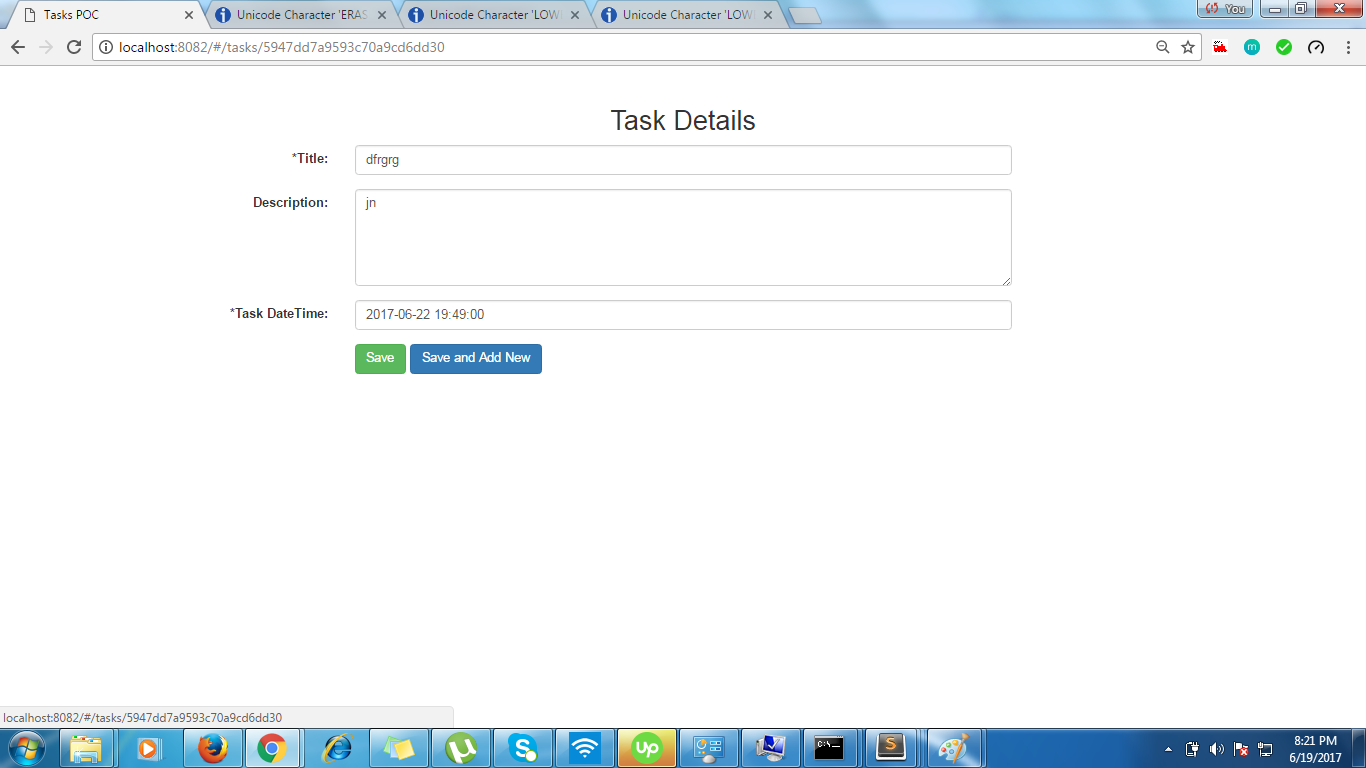 Tasks POC
Unicode Character 'ERAS
Unicode Character 'LOW
Unicode Character 'LOW
You
localhost:8082/#/tasks/5947dd7a9593c70a9cd6dd30
m
Task Details
*Title:
dfrgrg
Description:
jn
*Task DateTime:
2017-06-22 19:49:00
Save
Save and Add New
localhost:8082/#/tasks/5947dd7a9593c70a9cd6dd30
up
C:\-
S
8:21 PM
6/19/2017